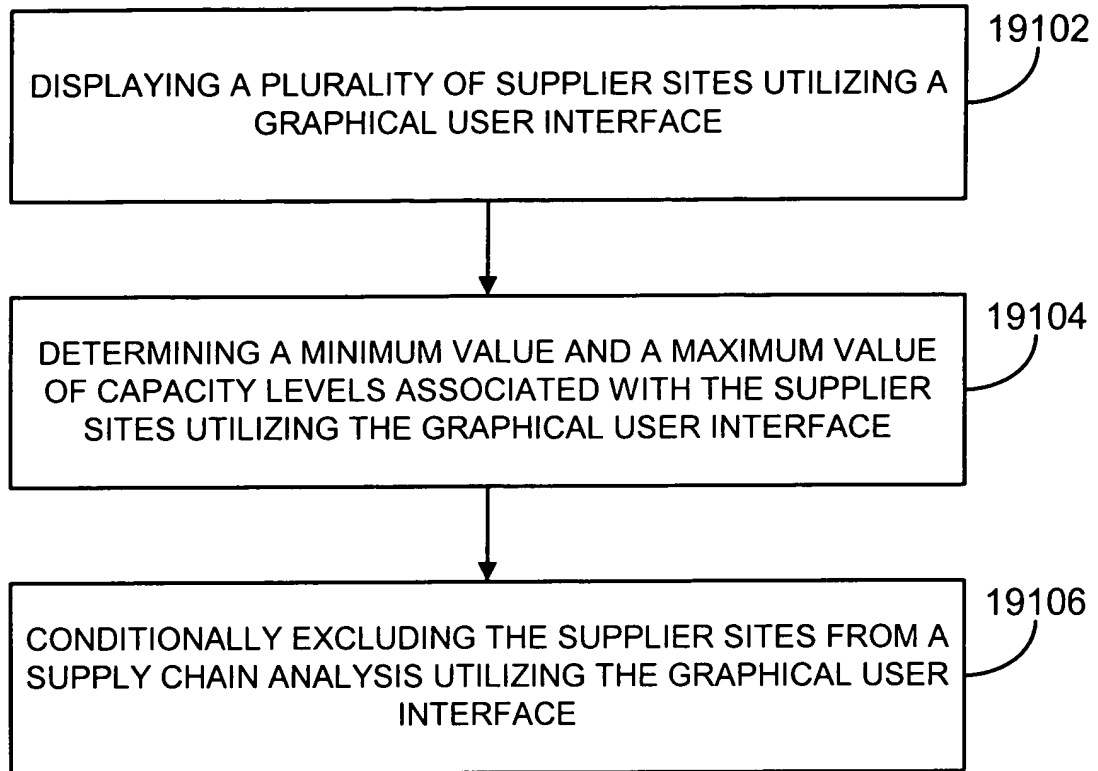 19102
DISPLAYING A PLURALITY OF SUPPLIER SITES UTILIZING A
GRAPHICAL USER INTERFACE
19104
DETERMINING A MINIMUM VALUE AND A MAXIMUM VALUE
OF CAPACITY LEVELS ASSOCIATED WITH THE SUPPLIER
SITES UTILIZING THE GRAPHICAL USER INTERFACE
19106
CONDITIONALLY EXCLUDING THE SUPPLIER SITES FROM A
SUPPLY CHAIN ANALYSIS UTILIZING THE GRAPHICAL USER
INTERFACE